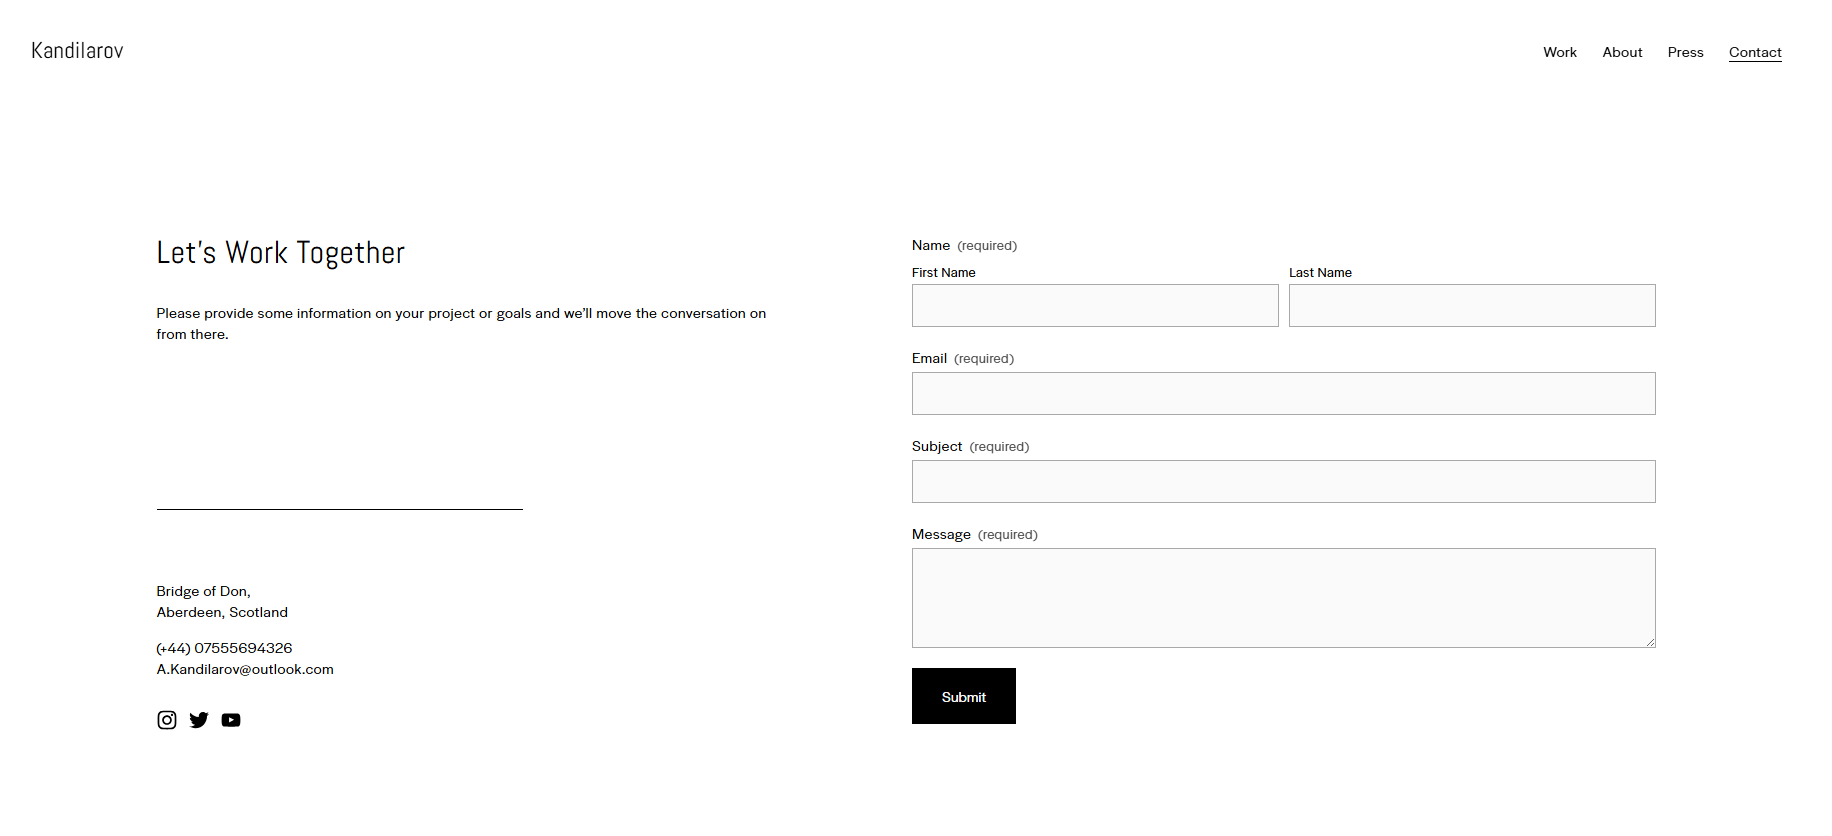 Kandilarov
Work
About
Press
Contact
Let's Work Together
Please provide some information on your project or goals and we'll move the conversation on
from there.
Bridge of Don,
Aberdeen, Scotland
(+44) 07555694326
A.Kandilarov@outlook.com
Name (required)
First Name
Last Name
Email (required)
Subject (required)
Message (required)
Submit